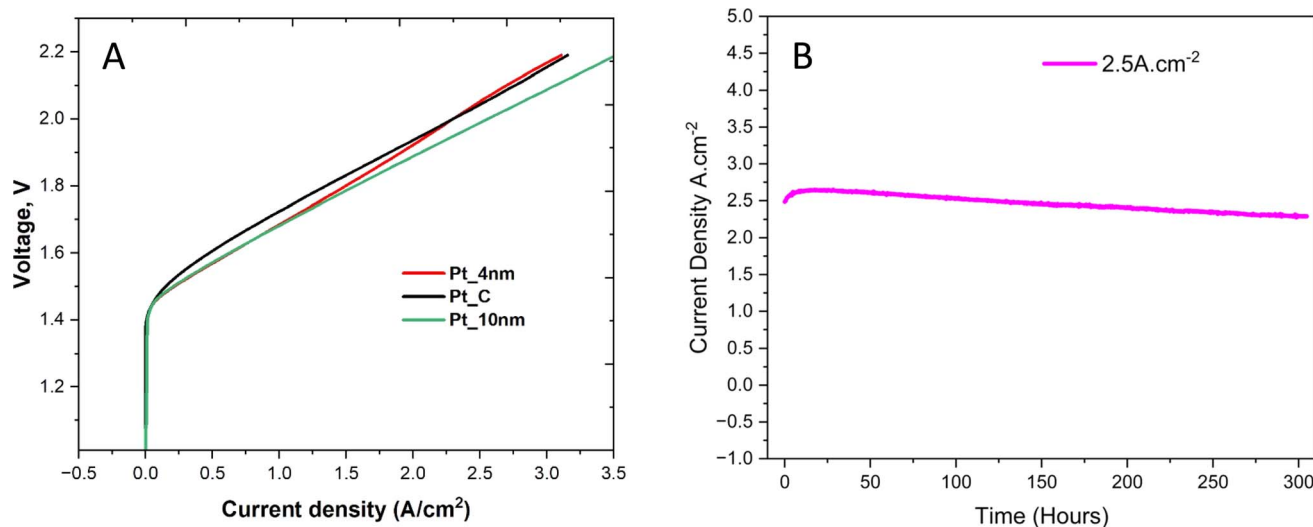 A
2.2
2.0
1.8
1.6
1.4
1.2
Voltage, V
Pt_4nm
Pt_C
Pt_10nm
−0.5 0.0 0.5 1.0 1.5 2.0 2.5 3.0 3.5
Current density (A/cm²)
B
2.5A.cm⁻²
5.0
4.5
4.0
3.5
3.0
2.5
2.0
1.5
1.0
0.5
0.0
−0.5
−1.0
Current Density A.cm⁻²
0 50 100 150 200 250 300
Time (Hours)